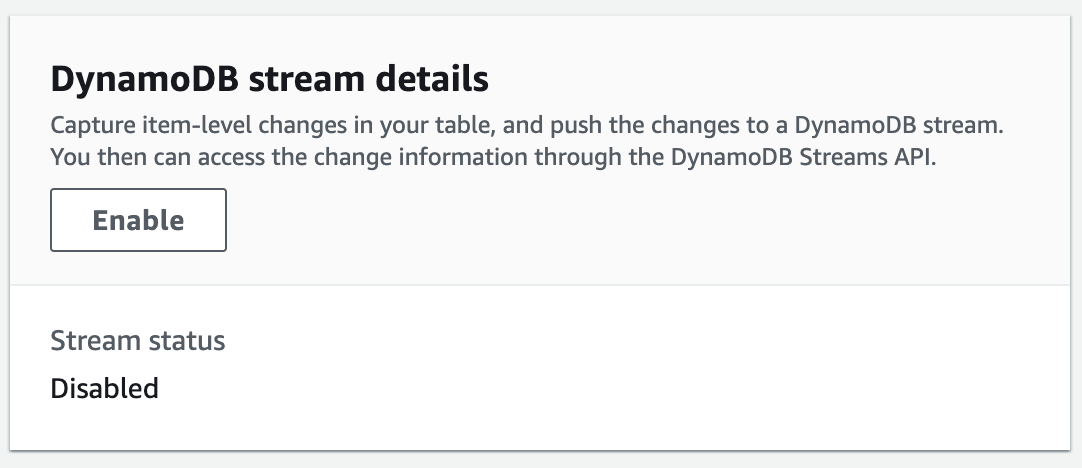 DynamoDB stream details
Capture item-level changes in your table, and push the changes to a DynamoDB stream.
You then can access the change information through the DynamoDB Streams API.
Enable
Stream status
Disabled